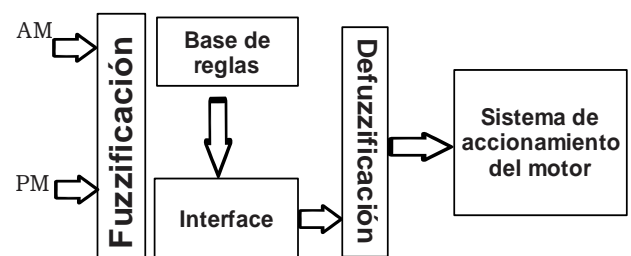 AM
PM
Fuzzificación
Base de
reglas
Interface
Defuzzificación
Sistema de
accionamiento
del motor